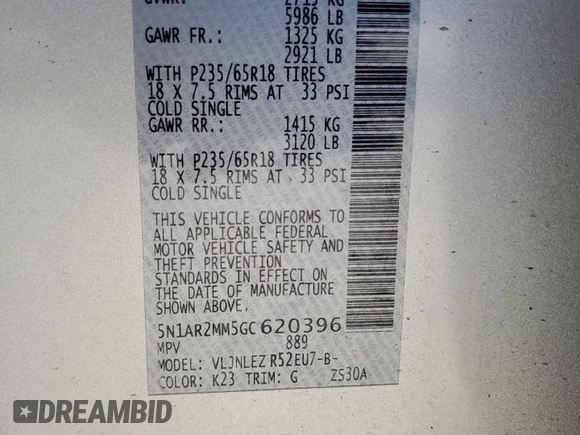 GVWR: 2715 KG
5986 LB
GAWR FR.: 1325 KG
2921 LB
WITH P235/65R18 TIRES
18 X 7.5 RIMS AT 33 PSI
COLD SINGLE
GAWR RR.: 1415 KG
3120 LB
WITH P235/65R18 TIRES
18 X 7.5 RIMS AT 33 PSI
COLD SINGLE
THIS VEHICLE CONFORMS TO
ALL APPLICABLE FEDERAL
MOTOR VEHICLE SAFETY AND
THEFT PREVENTION
STANDARDS IN EFFECT ON
THE DATE OF MANUFACTURE
SHOWN ABOVE.
5N1AR2MM5GC620396
MPV 889
MODEL: VLJNLEZ R52EU7-B-
COLOR: K23 TRIM: G ZS30A
DREAMBID